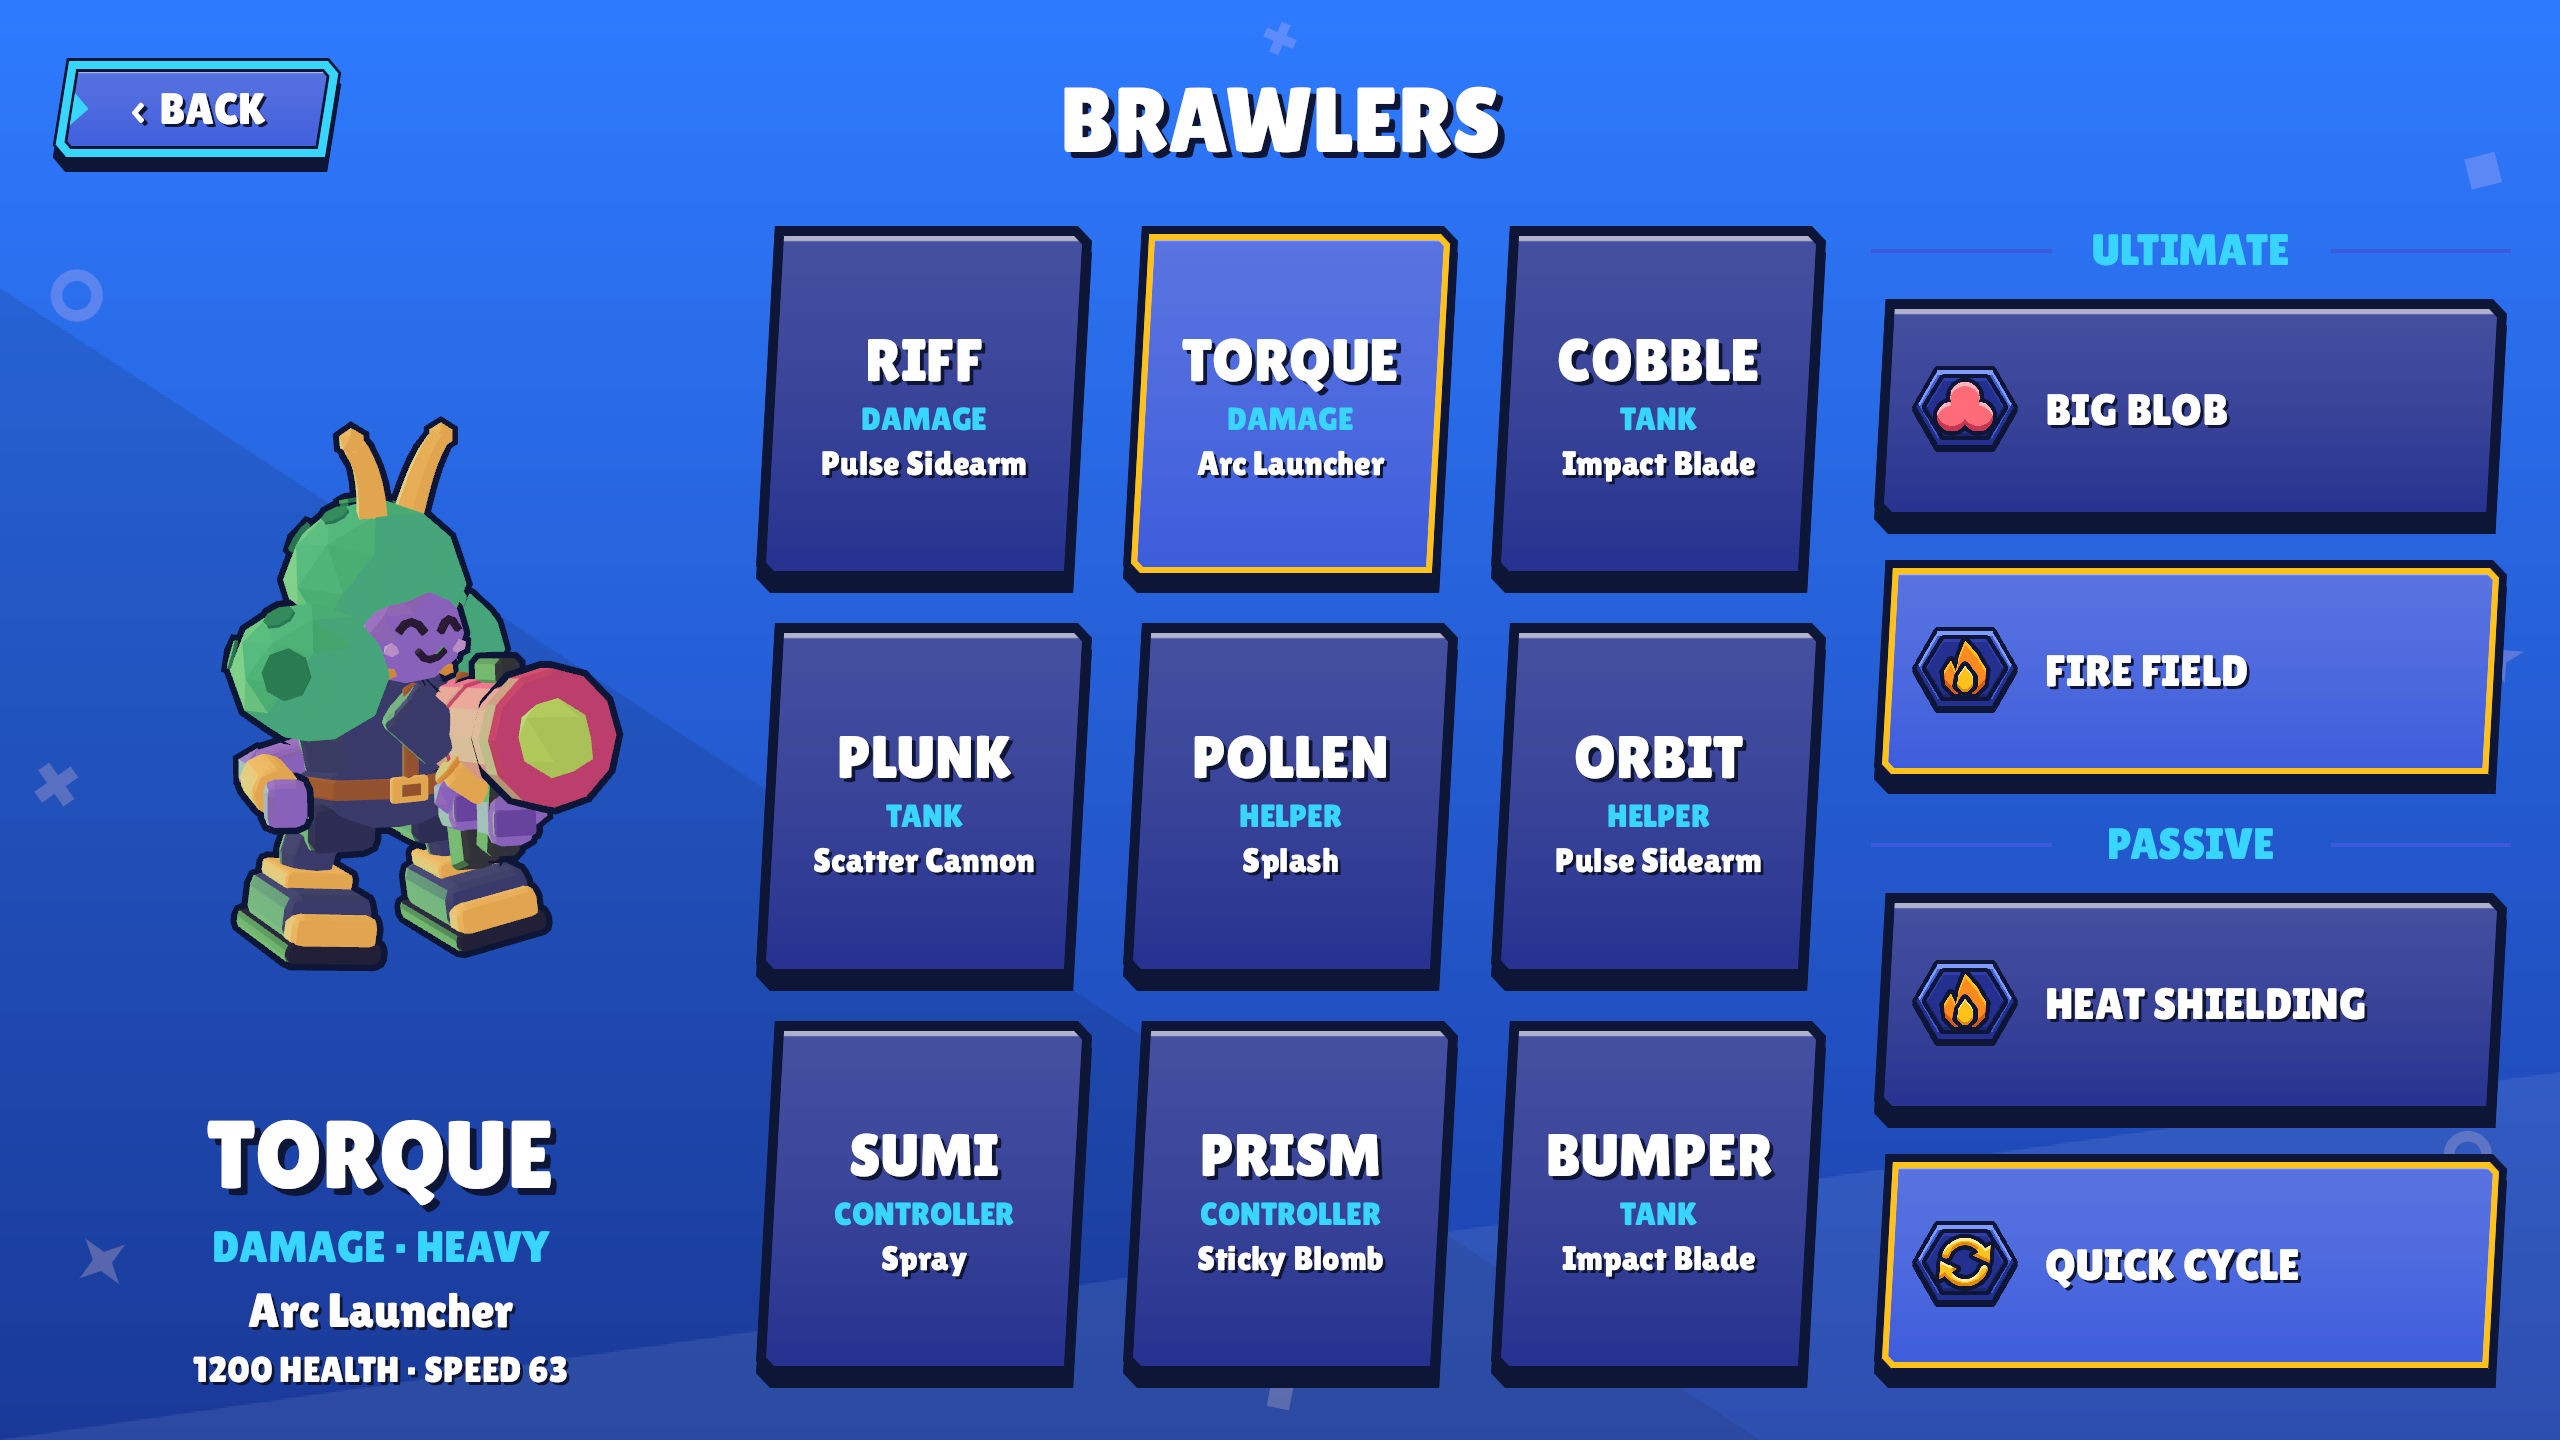 ‹ BACK
BRAWLERS
RIFF
DAMAGE
Pulse Sidearm
TORQUE
DAMAGE
Arc Launcher
COBBLE
TANK
Impact Blade
PLUNK
TANK
Scatter Cannon
POLLEN
HELPER
Splash
ORBIT
HELPER
Pulse Sidearm
SUMI
CONTROLLER
Spray
PRISM
CONTROLLER
Sticky Blomb
BUMPER
TANK
Impact Blade
ULTIMATE
BIG BLOB
FIRE FIELD
PASSIVE
HEAT SHIELDING
QUICK CYCLE
TORQUE
DAMAGE · HEAVY
Arc Launcher
1200 HEALTH · SPEED 63